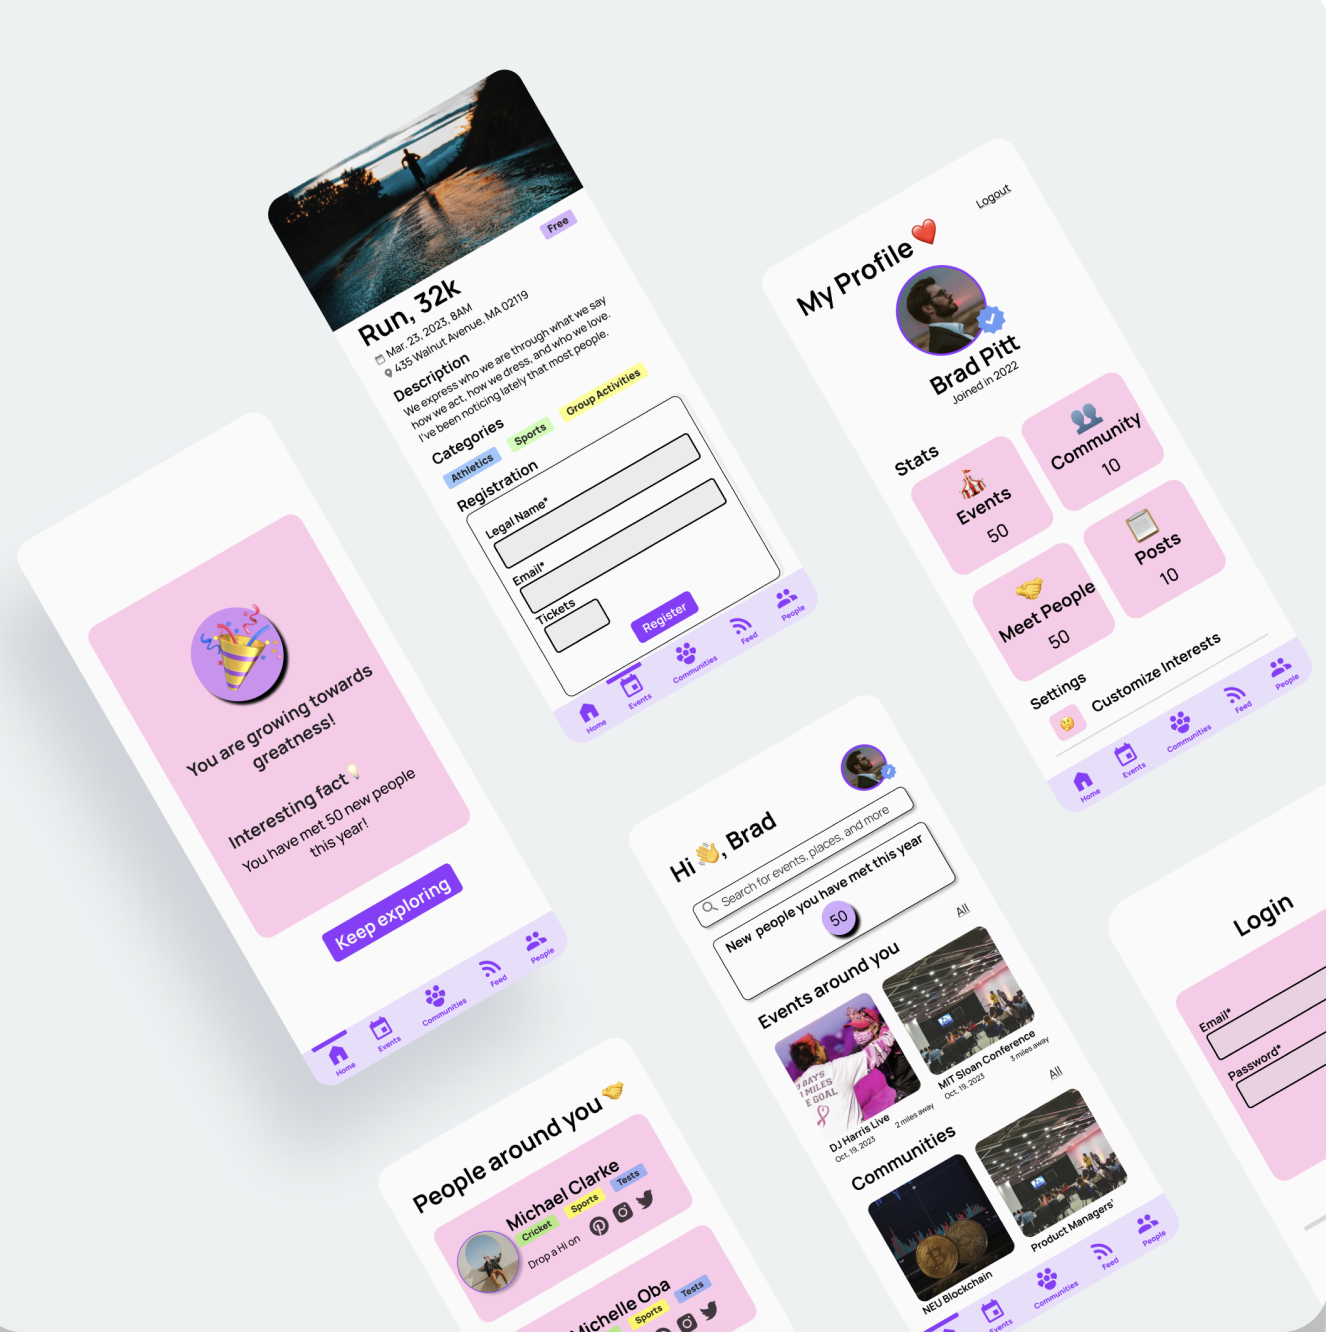 Free
Run, 32k
Mar. 23, 2023, 8AM
435 Walnut Avenue, MA 02119
Description
We express who we are through what we say
how we act, how we dress, and who we love.
I've been noticing lately that most people.
Categories
Athletics Sports Group Activities
Registration
Legal Name*
Email*
Tickets
Register
Home Events Communities Feed People
Logout
My Profile
Brad Pitt
Joined in 2022
Stats
Events
50
Community
10
Meet People
50
Posts
10
Settings
Customize Interests
Home Events Communities Feed People
You are growing towards
greatness!
Interesting fact
You have met 50 new people
this year!
Keep exploring
Home Events Communities Feed People
Hi , Brad
Search for events, places, and more
New people you have met this year
50
Events around you
All
DAYS
MILES
E GOAL
DJ Harris Live
Oct. 19, 2023
2 miles away
MIT Sloan Conference
Oct. 19, 2023
3 miles away
Communities
All
NEU Blockchain
Product Managers'
Events Communities Feed People
People around you
Michael Clarke
Cricket Sports Tests
Drop a Hi on
Michelle Oba
Sports Tests
Login
Email*
Password*